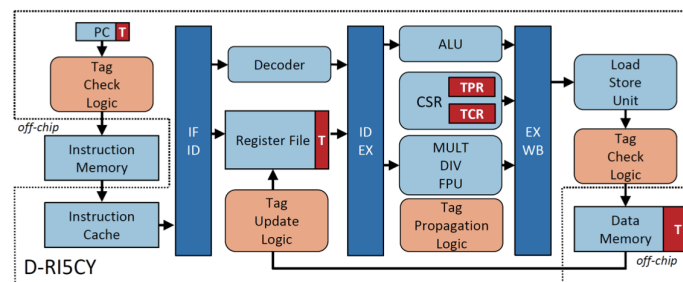 PC T
Tag
Check
Logic
off-chip
Instruction
Memory
Instruction
Cache
D-RI5CY
IF
ID
Decoder
Register File T
Tag
Update
Logic
ID
EX
ALU
CSR
TPR
TCR
MULT
DIV
FPU
Tag
Propagation
Logic
EX
WB
Load
Store
Unit
Tag
Check
Logic
Data
Memory
T
off-chip